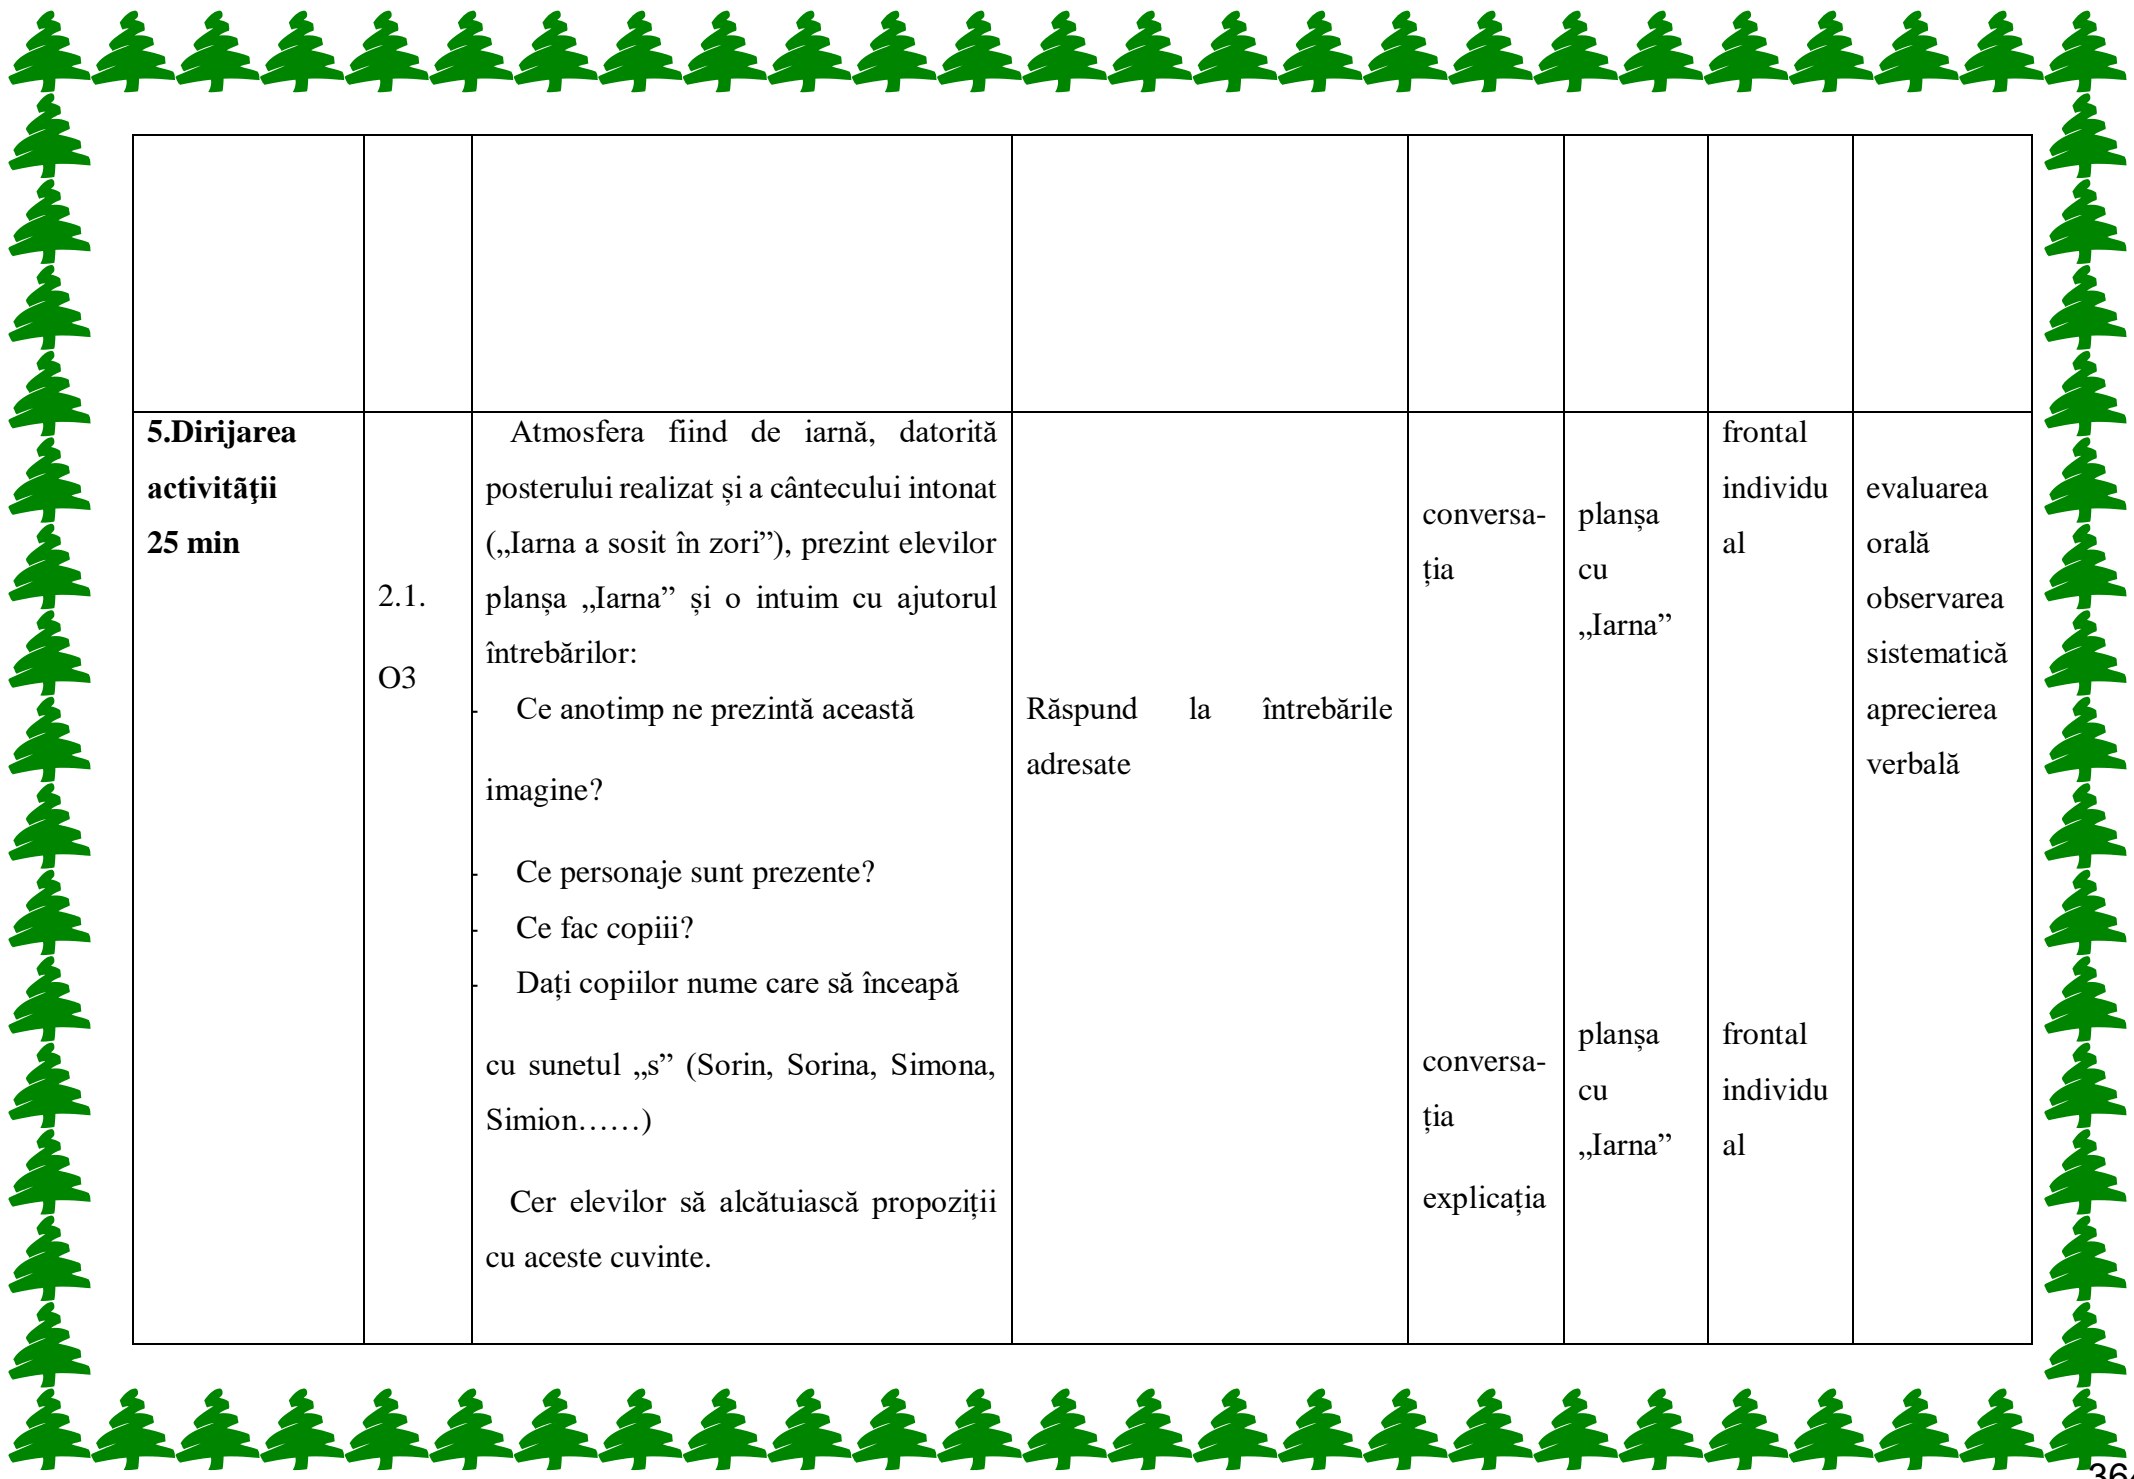 5.Dirijarea
activitãţii
25 min
2.1.
O3
Atmosfera fiind de iarnă, datorită
posterului realizat și a cântecului intonat
(„Iarna a sosit în zori”), prezint elevilor
planșa „Iarna” și o intuim cu ajutorul
întrebărilor:
- Ce anotimp ne prezintă această
imagine?
- Ce personaje sunt prezente?
- Ce fac copiii?
- Dați copiilor nume care să înceapă
cu sunetul „s” (Sorin, Sorina, Simona,
Simion……)
Cer elevilor să alcătuiască propoziții
cu aceste cuvinte.
Răspund la întrebările
adresate
conversa-
ția
conversa-
ția
explicația
planșa
cu
„Iarna”
planșa
cu
„Iarna”
frontal
individu
al
frontal
individu
al
evaluarea
orală
observarea
sistematică
aprecierea
verbală